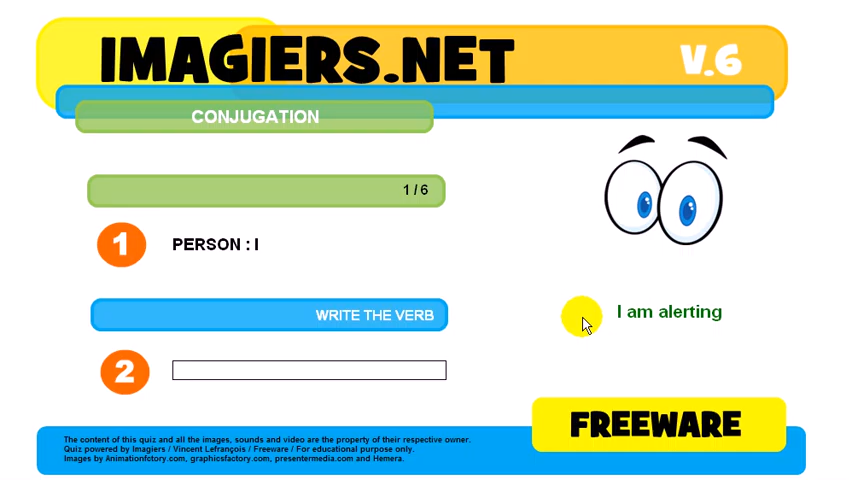 IMAGIERS.NET
V.6
CONJUGATION
1 / 6
1
PERSON : I
WRITE THE VERB
I am alerting
2
FREEWARE
The content of this quiz and all the images, sounds and video are the property of their respective owner.
Quiz powered by Imagiers / Vincent Lefrançois / Freeware / For educational purpose only.
Images by Animationfctory.com, graphicsfactory.com, presentermedia.com and Hemera.